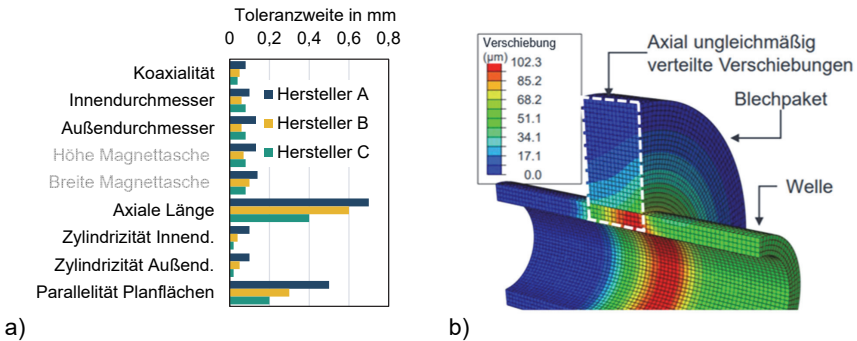 Toleranzweite in mm
0 0,2 0,4 0,6 0,8
Koaxialität
Innendurchmesser
Außendurchmesser
Höhe Magnettasche
Breite Magnettasche
Axiale Länge
Zylindrizität Innend.
Zylindrizität Außend.
Parallelität Planflächen
Hersteller A
Hersteller B
Hersteller C
a)
Verschiebung
(µm)
102.3
85.2
68.2
51.1
34.1
17.1
0.0
Axial ungleichmäßig
verteilte Verschiebungen
Blechpaket
Welle
b)